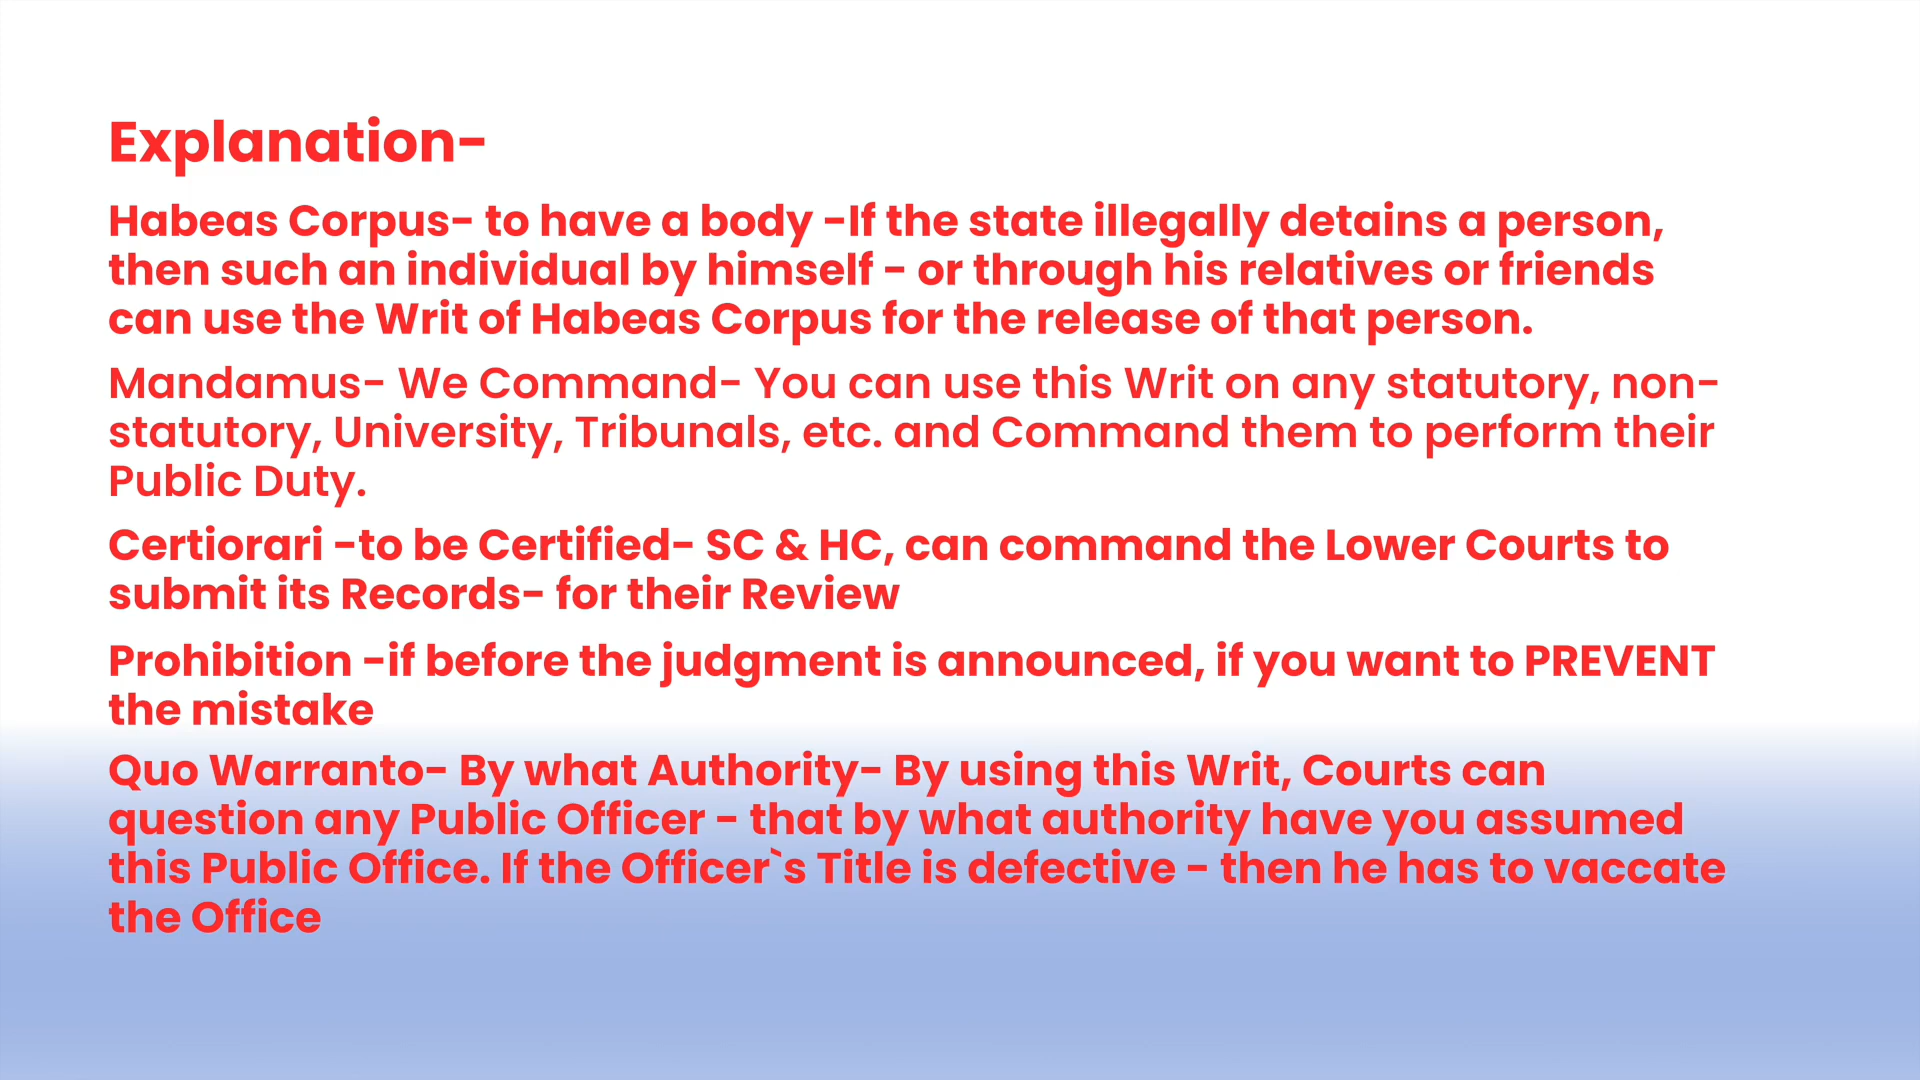 Explanation-
Habeas Corpus- to have a body -If the state illegally detains a person,
then such an individual by himself - or through his relatives or friends
can use the Writ of Habeas Corpus for the release of that person.
Mandamus- We Command- You can use this Writ on any statutory, non-
statutory, University, Tribunals, etc. and Command them to perform their
Public Duty.
Certiorari -to be Certified- SC & HC, can command the Lower Courts to
submit its Records- for their Review
Prohibition -if before the judgment is announced, if you want to PREVENT
the mistake
Quo Warranto- By what Authority- By using this Writ, Courts can
question any Public Officer - that by what authority have you assumed
this Public Office. If the Officer`s Title is defective - then he has to vaccate
the Office